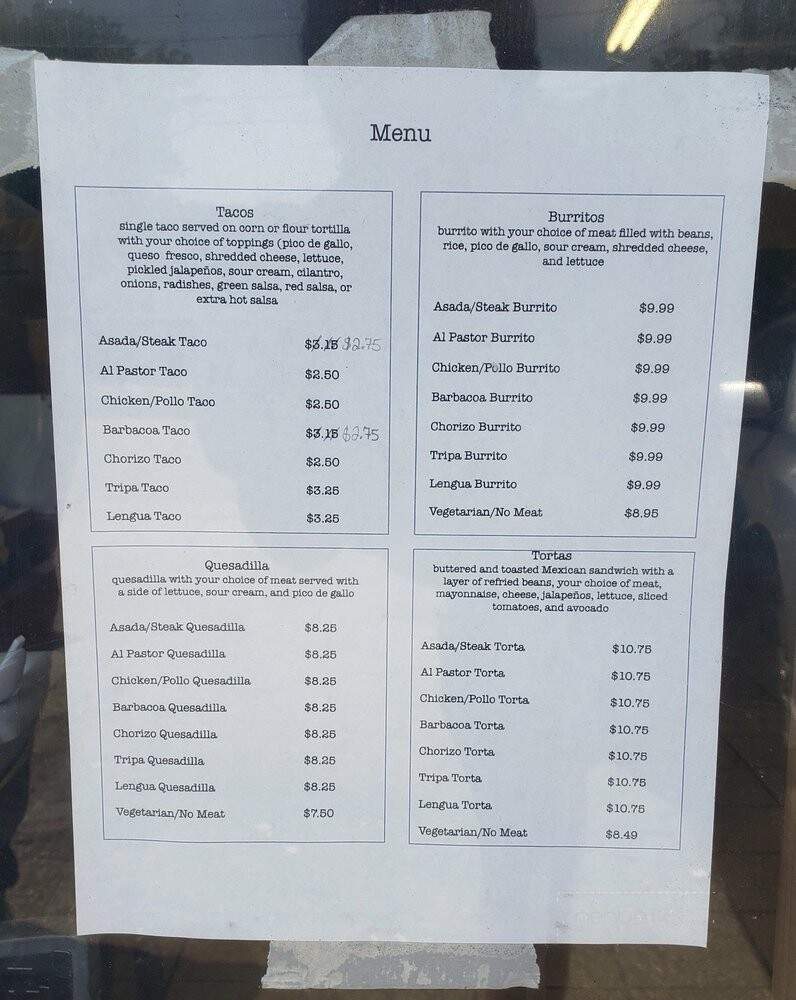 Menu
Tacos
single taco served on corn or flour tortilla
with your choice of toppings (pico de gallo,
queso fresco, shredded cheese, lettuce,
pickled jalapeños, sour cream, cilantro,
onions, radishes, green salsa, red salsa, or
extra hot salsa
Asada/Steak Taco $3.15 $2.75
Al Pastor Taco $2.50
Chicken/Pollo Taco $2.50
Barbacoa Taco $3.15 $2.75
Chorizo Taco $2.50
Tripa Taco $3.25
Lengua Taco $3.25
Burritos
burrito with your choice of meat filled with beans,
rice, pico de gallo, sour cream, shredded cheese,
and lettuce
Asada/Steak Burrito $9.99
Al Pastor Burrito $9.99
Chicken/Pollo Burrito $9.99
Barbacoa Burrito $9.99
Chorizo Burrito $9.99
Tripa Burrito $9.99
Lengua Burrito $9.99
Vegetarian/No Meat $8.95
Quesadilla
quesadilla with your choice of meat served with
a side of lettuce, sour cream, and pico de gallo
Asada/Steak Quesadilla $8.25
Al Pastor Quesadilla $8.25
Chicken/Pollo Quesadilla $8.25
Barbacoa Quesadilla $8.25
Chorizo Quesadilla $8.25
Tripa Quesadilla $8.25
Lengua Quesadilla $8.25
Vegetarian/No Meat $7.50
Tortas
buttered and toasted Mexican sandwich with a
layer of refried beans, your choice of meat,
mayonnaise, cheese, jalapeños, lettuce, sliced
tomatoes, and avocado
Asada/Steak Torta $10.75
Al Pastor Torta $10.75
Chicken/Pollo Torta $10.75
Barbacoa Torta $10.75
Chorizo Torta $10.75
Tripa Torta $10.75
Lengua Torta $10.75
Vegetarian/No Meat $8.49